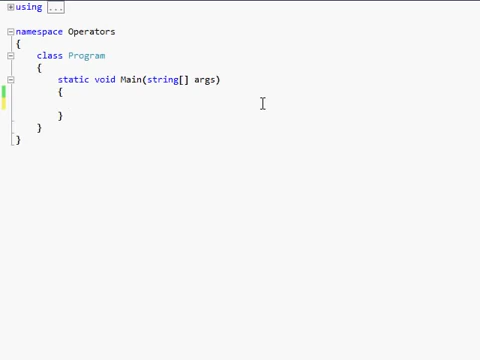 using ...
namespace Operators
{
class Program
{
static void Main(string[] args)
{
}
}
}